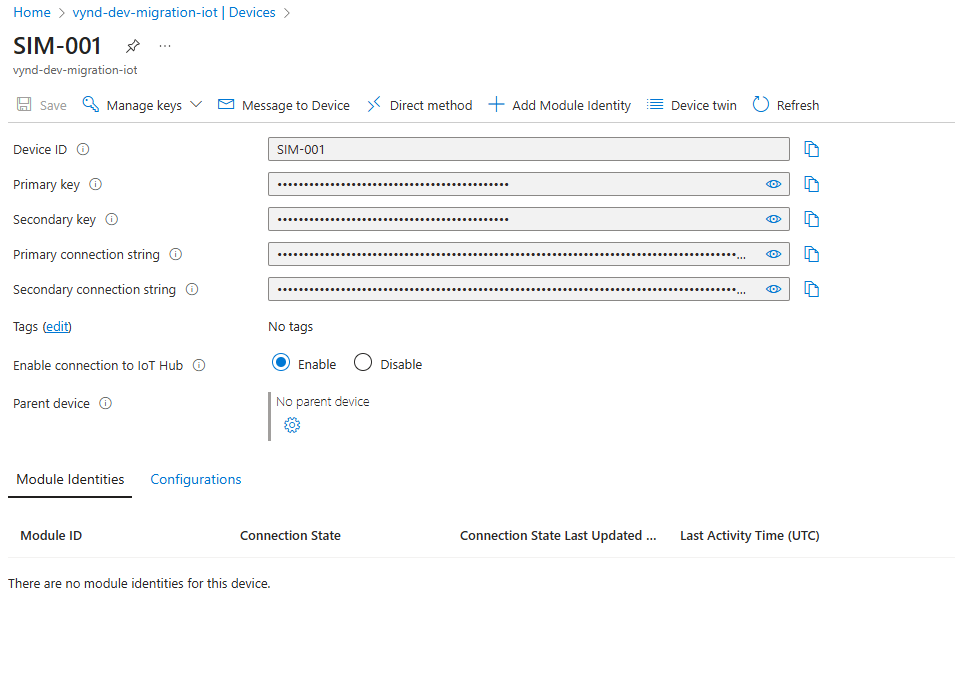 Home > vynd-dev-migration-iot | Devices >
SIM-001 ...
vynd-dev-migration-iot
Save Manage keys Message to Device Direct method Add Module Identity Device twin Refresh
Device ID SIM-001
Primary key ••••••••••••••••••••••••••••••••••••••••••••
Secondary key ••••••••••••••••••••••••••••••••••••••••••••
Primary connection string ••••••••••••••••••••••••••••••••••••••••••••••••••••••••••••••••••••••••••••••••••••••••...
Secondary connection string ••••••••••••••••••••••••••••••••••••••••••••••••••••••••••••••••••••••••••••••••••••••••...
Tags (edit) No tags
Enable connection to IoT Hub Enable Disable
Parent device No parent device
Module Identities Configurations
Module ID Connection State Connection State Last Updated ... Last Activity Time (UTC)
There are no module identities for this device.